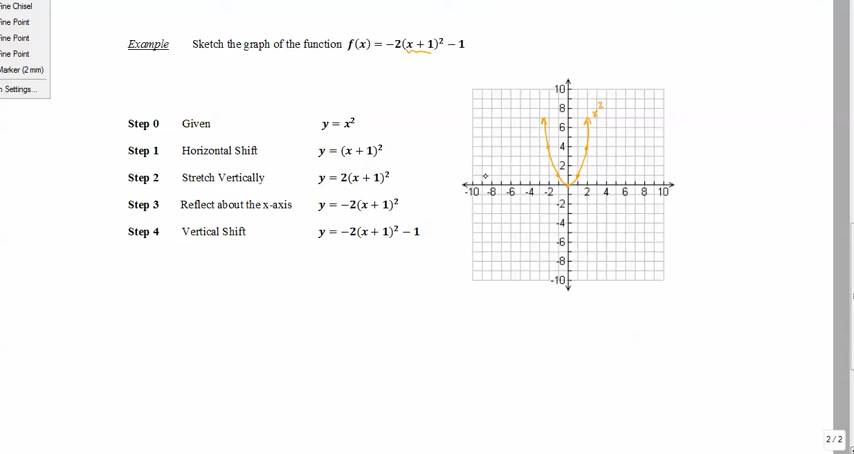 ine Chisel
ine Point
ine Point
ine Point
Marker (2 mm)
n Settings...
Example Sketch the graph of the function f(x) = −2(x + 1)² − 1
Step 0 Given y = x²
Step 1 Horizontal Shift y = (x + 1)²
Step 2 Stretch Vertically y = 2(x + 1)²
Step 3 Reflect about the x-axis y = −2(x + 1)²
Step 4 Vertical Shift y = −2(x + 1)² − 1
10
8
6
4
2
-10 -8 -6 -4 -2 2 4 6 8 10
-2
-4
-6
-8
-10
x²
2 / 2